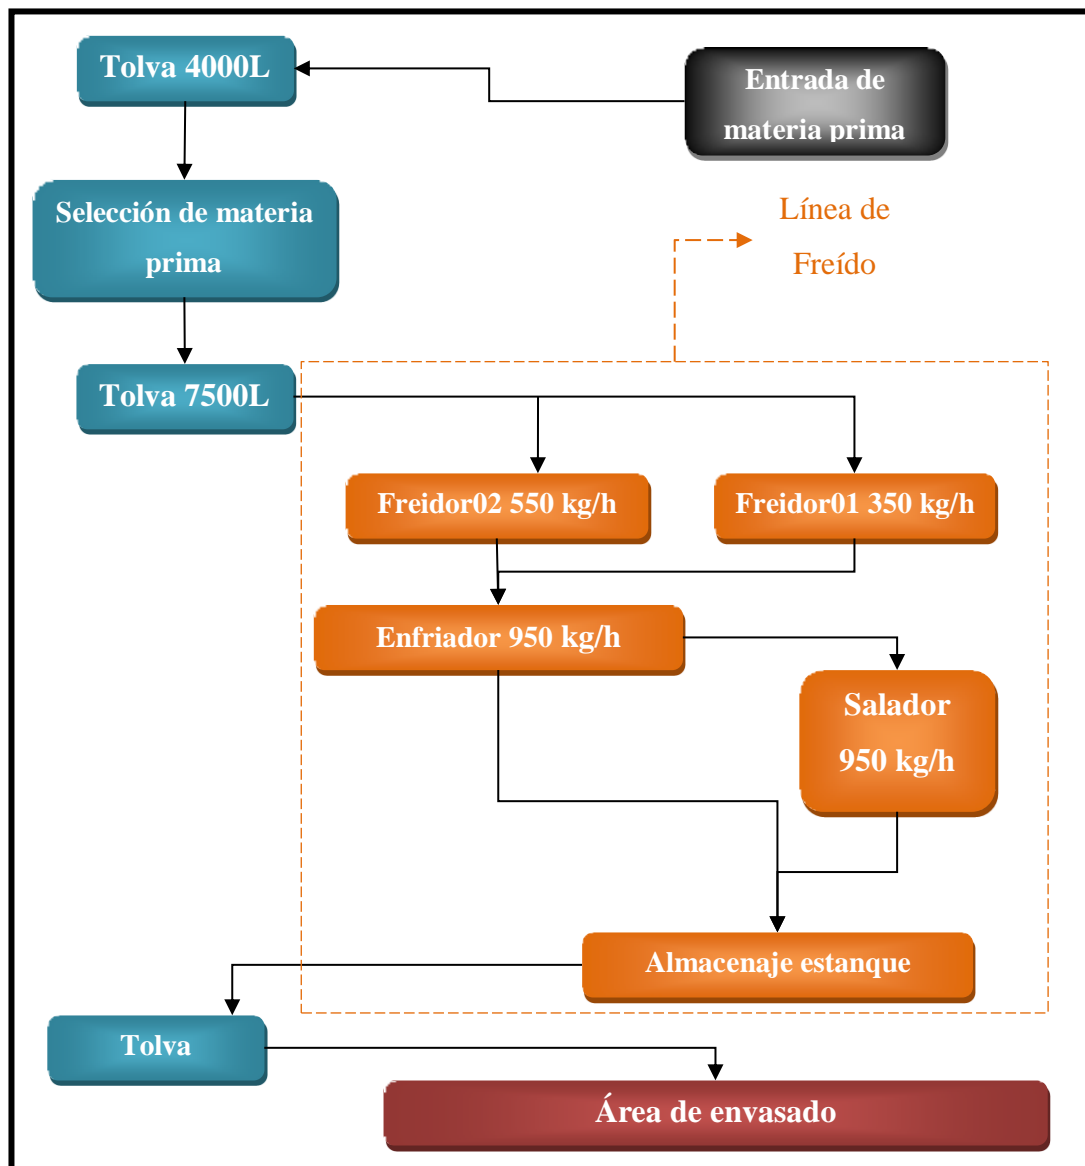 Tolva 4000L
Entrada de
materia prima
Selección de materia
prima
Línea de
Freído
Tolva 7500L
Freidor02 550 kg/h
Freidor01 350 kg/h
Enfriador 950 kg/h
Salador
950 kg/h
Almacenaje estanque
Tolva
Área de envasado